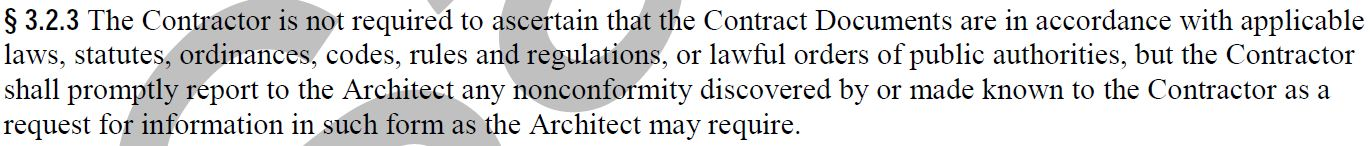 § 3.2.3 The Contractor is not required to ascertain that the Contract Documents are in accordance with applicable
laws, statutes, ordinances, codes, rules and regulations, or lawful orders of public authorities, but the Contractor
shall promptly report to the Architect any nonconformity discovered by or made known to the Contractor as a
request for information in such form as the Architect may require.